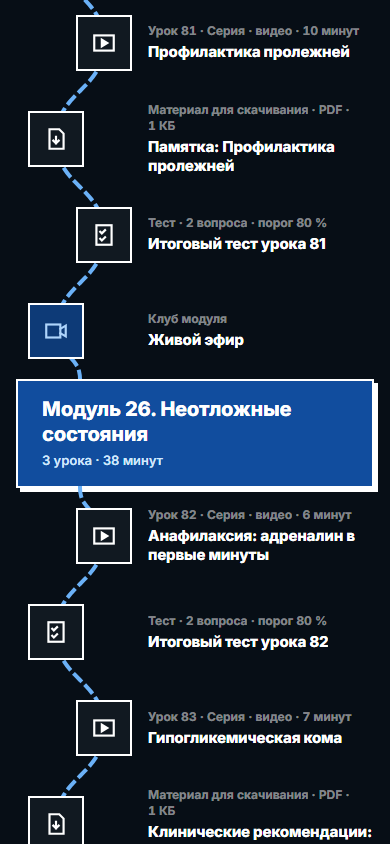 Урок 81 · Серия · видео · 10 минут
Профилактика пролежней
Материал для скачивания · PDF ·
1 КБ
Памятка: Профилактика
пролежней
Тест · 2 вопроса · порог 80 %
Итоговый тест урока 81
Клуб модуля
Живой эфир
Модуль 26. Неотложные
состояния
3 урока · 38 минут
Урок 82 · Серия · видео · 6 минут
Анафилаксия: адреналин в
первые минуты
Тест · 2 вопроса · порог 80 %
Итоговый тест урока 82
Урок 83 · Серия · видео · 7 минут
Гипогликемическая кома
Материал для скачивания · PDF ·
1 КБ
Клинические рекомендации: